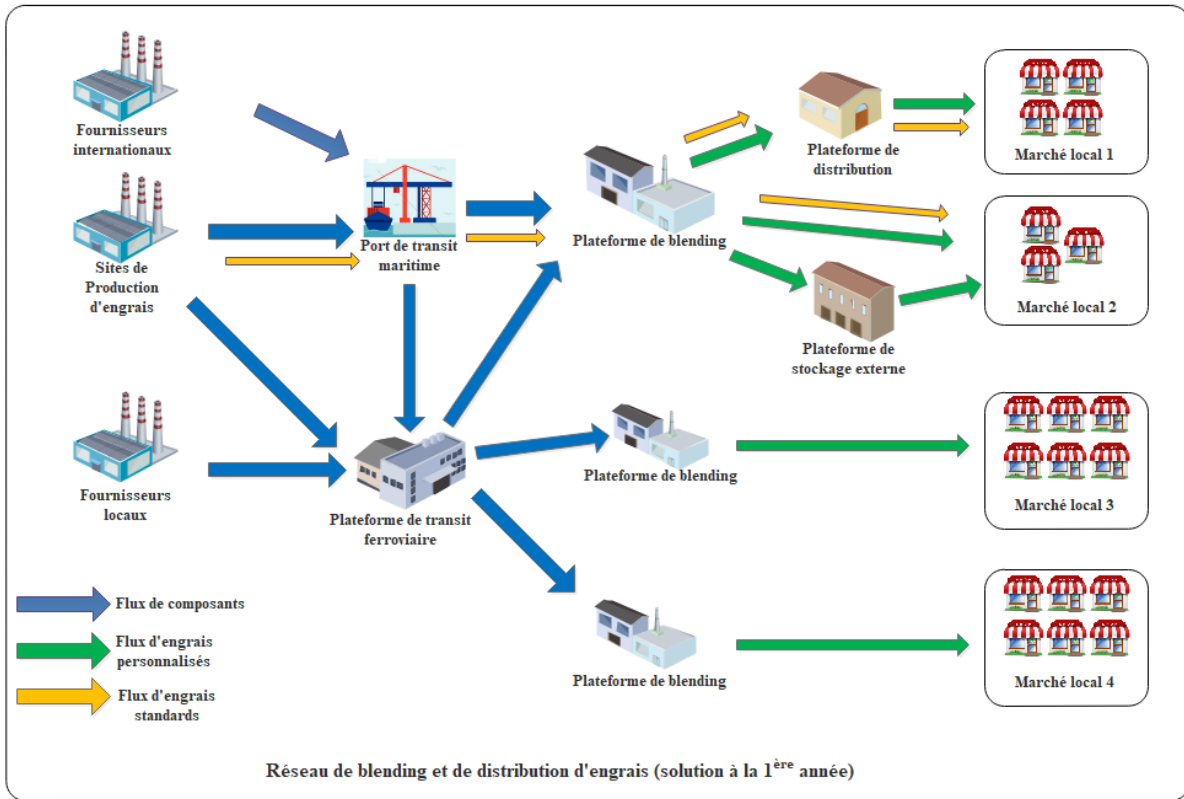 Fournisseurs
internationaux
Sites de
Production
d'engrais
Fournisseurs
locaux
Port de transit
maritime
Plateforme de transit
ferroviaire
Plateforme de blending
Plateforme de
distribution
Plateforme de
stockage externe
Plateforme de blending
Plateforme de blending
Marché local 1
Marché local 2
Marché local 3
Marché local 4
Flux de composants
Flux d'engrais
personnalisés
Flux d'engrais
standards
Réseau de blending et de distribution d'engrais (solution à la 1ère année)